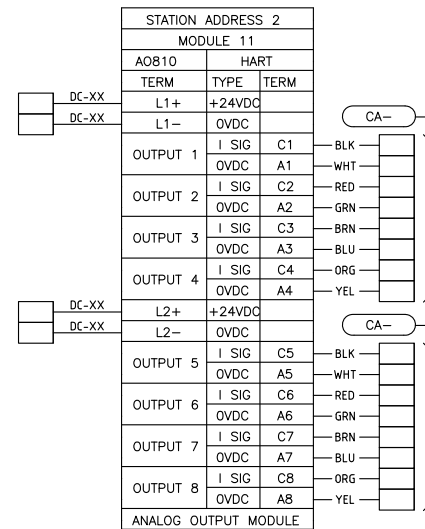 STATION ADDRESS 2
MODULE 11
AO810 HART
TERM TYPE TERM
DC-XX L1+ +24VDC
DC-XX L1- 0VDC
CA-
OUTPUT 1 I SIG C1 BLK
0VDC A1 WHT
OUTPUT 2 I SIG C2 RED
0VDC A2 GRN
OUTPUT 3 I SIG C3 BRN
0VDC A3 BLU
OUTPUT 4 I SIG C4 ORG
0VDC A4 YEL
DC-XX L2+ +24VDC
DC-XX L2- 0VDC
CA-
OUTPUT 5 I SIG C5 BLK
0VDC A5 WHT
OUTPUT 6 I SIG C6 RED
0VDC A6 GRN
OUTPUT 7 I SIG C7 BRN
0VDC A7 BLU
OUTPUT 8 I SIG C8 ORG
0VDC A8 YEL
ANALOG OUTPUT MODULE